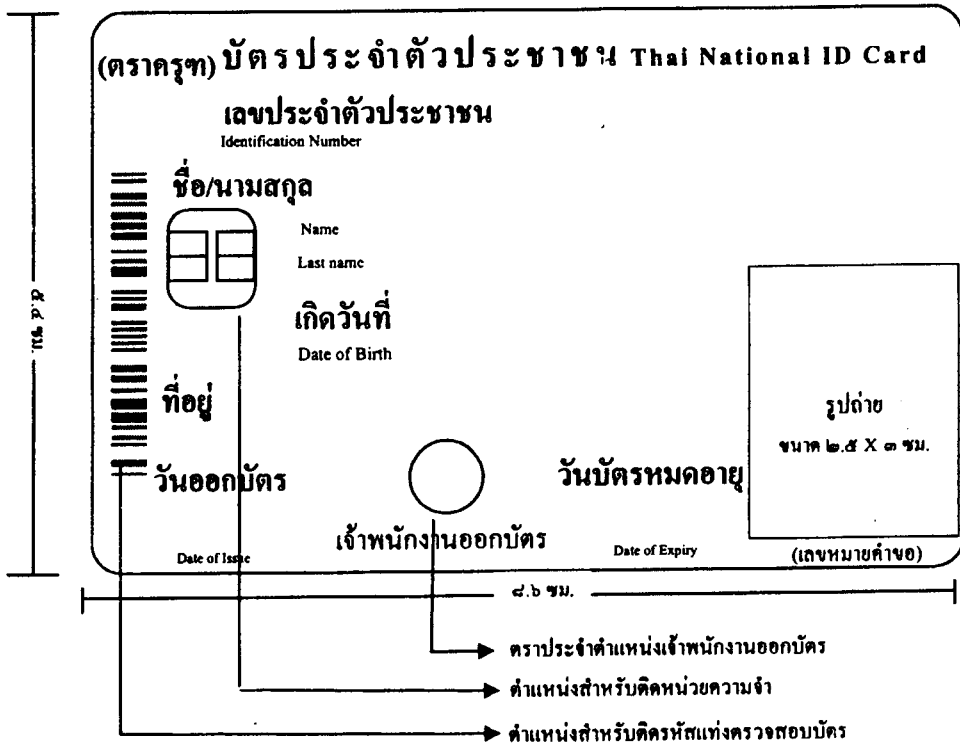 (ตราครุฑ) บัตรประจำตัวประชาชน Thai National ID Card
เลขประจำตัวประชาชน
Identification Number
ชื่อ/นามสกุล
Name
Last name
เกิดวันที่
Date of Birth
ที่อยู่
รูปถ่าย
ขนาด ๒.๕ X ๓ ซม.
วันออกบัตร
วันบัตรหมดอายุ
เจ้าพนักงานออกบัตร
Date of Issue
Date of Expiry
(เลขหมายคำขอ)
๕.๔ ซม.
๘.๖ ซม.
ตราประจำตำแหน่งเจ้าพนักงานออกบัตร
ตำแหน่งสำหรับติดหน่วยความจำ
ตำแหน่งสำหรับติดรหัสแท่งตรวจสอบบัตร